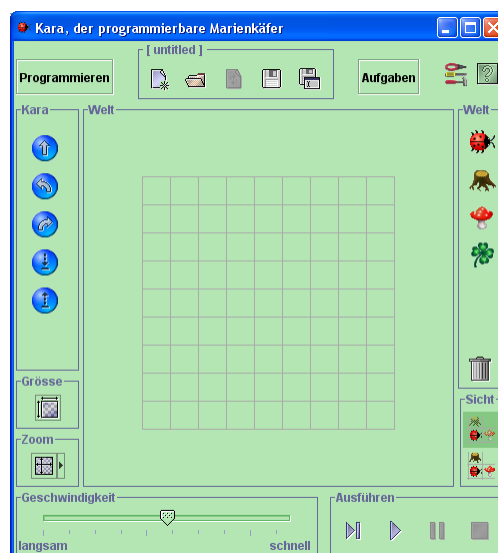 Kara, der programmierbare Marienkäfer
[ untitled ]
Programmieren
Aufgaben
?
Kara
Welt
Welt
Grösse
Sicht
Zoom
Geschwindigkeit
Ausführen
langsam
schnell